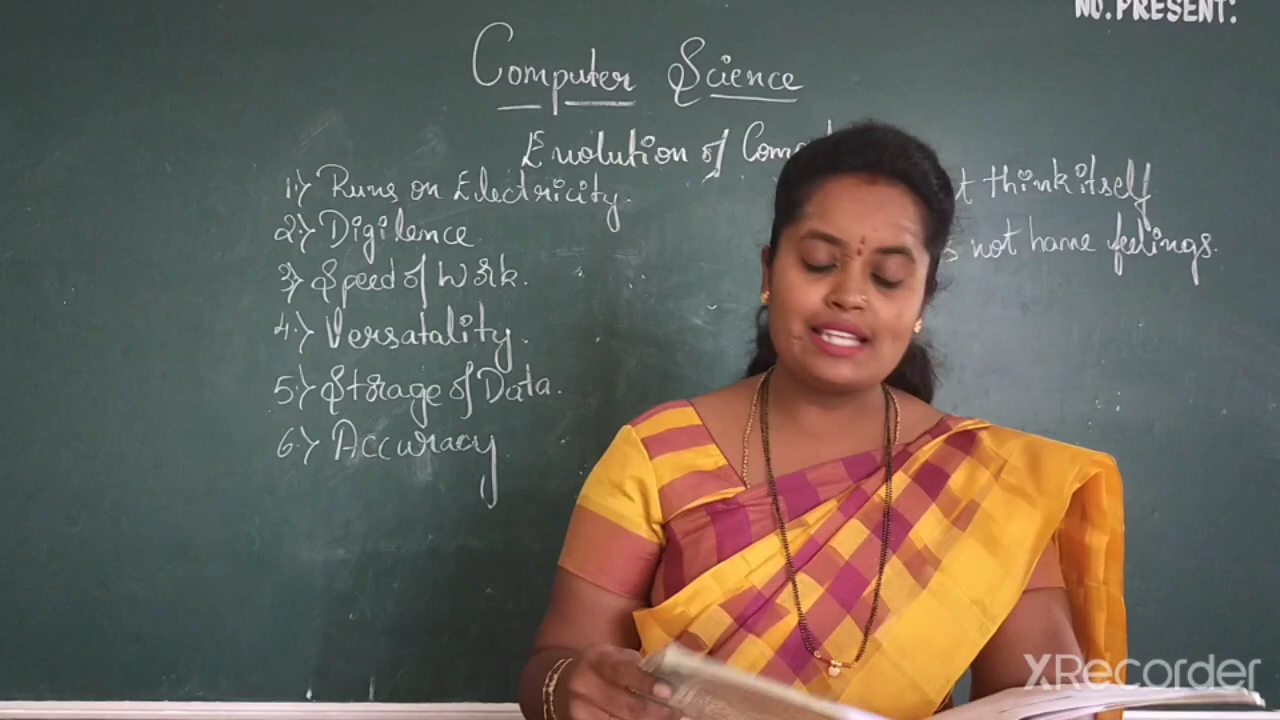 NO.PRESENT:
Computer Science
Evolution of Com
1) Runs on Electricity.
2) Digilence
3) Speed of Work.
4) Versatality.
5) Storage of Data.
6) Accuracy
t think itself
s not have feelings.
XRecorder